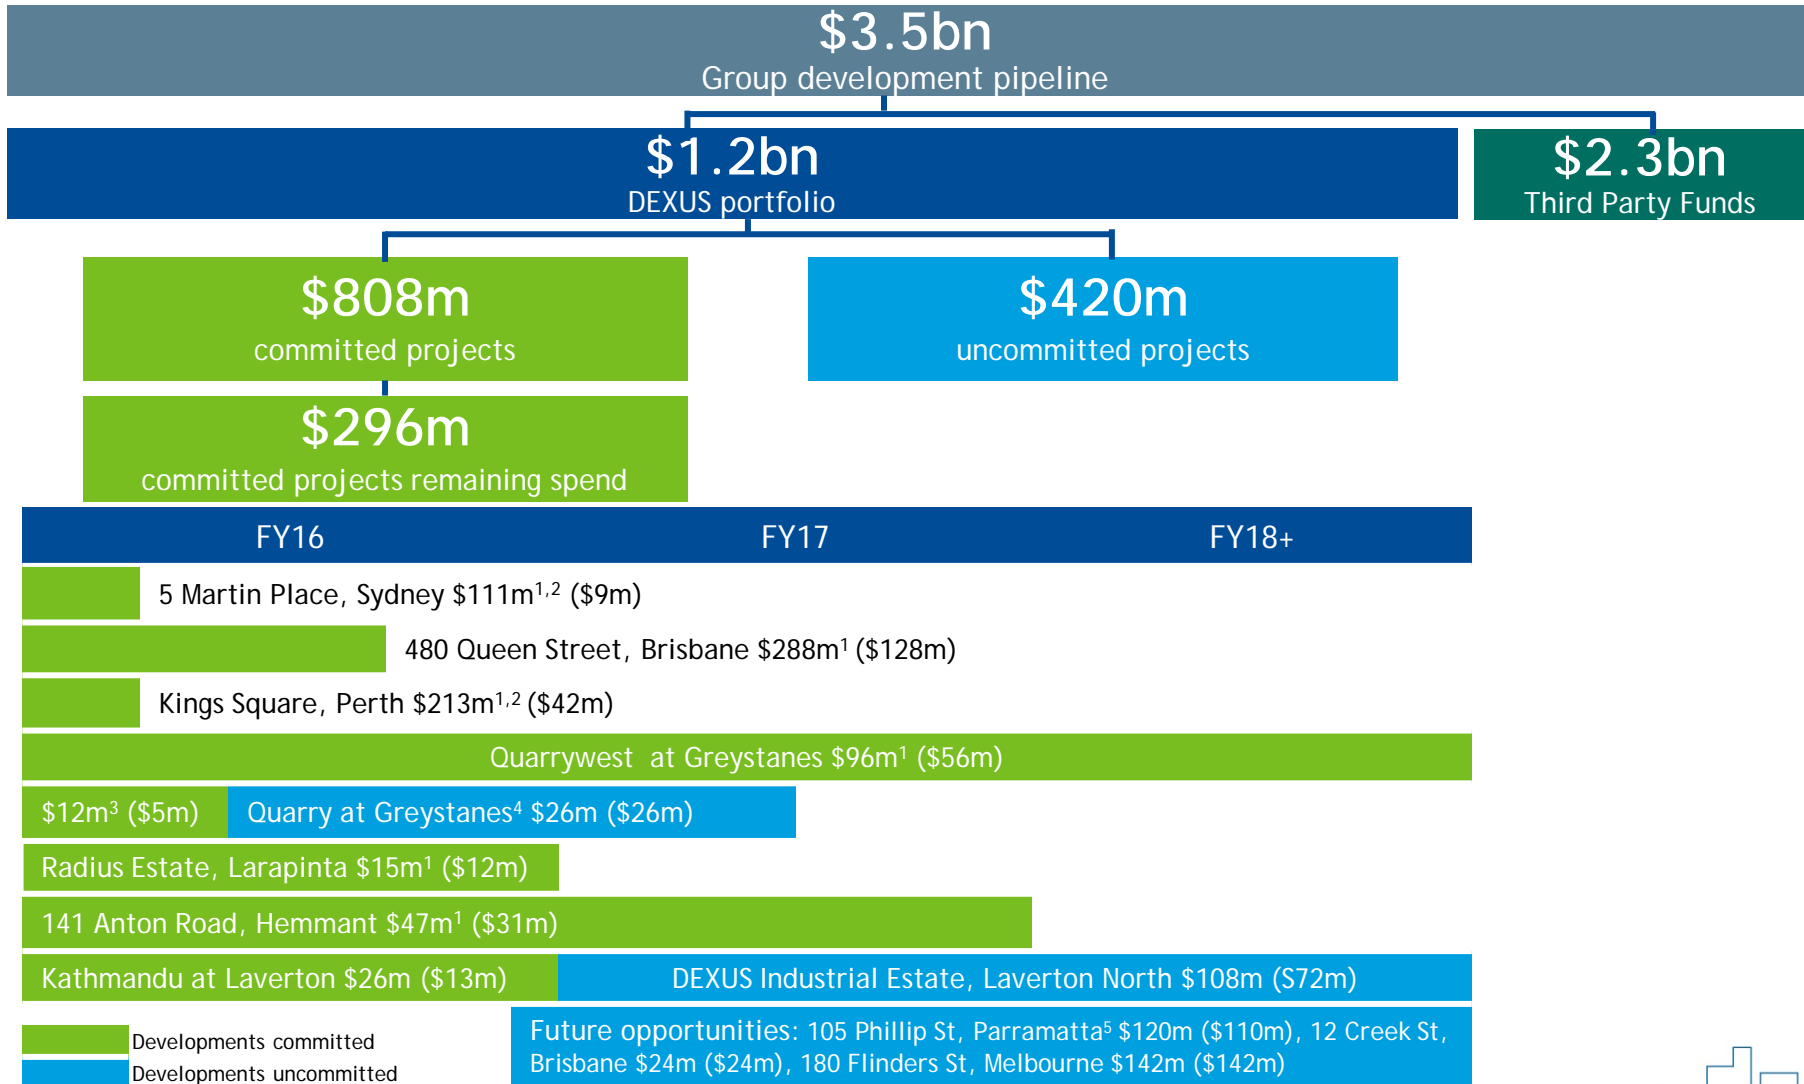 $3.5bn
Group development pipeline
$1.2bn
DEXUS portfolio
$2.3bn
Third Party Funds
$808m
committed projects
$420m
uncommitted projects
$296m
committed projects remaining spend
FY16 FY17 FY18+
5 Martin Place, Sydney $111m1,2 ($9m)
480 Queen Street, Brisbane $288m1 ($128m)
Kings Square, Perth $213m1,2 ($42m)
Quarrywest at Greystanes $96m1 ($56m)
$12m3 ($5m) Quarry at Greystanes4 $26m ($26m)
Radius Estate, Larapinta $15m1 ($12m)
141 Anton Road, Hemmant $47m1 ($31m)
Kathmandu at Laverton $26m ($13m) DEXUS Industrial Estate, Laverton North $108m (S72m)
Future opportunities: 105 Phillip St, Parramatta5 $120m ($110m), 12 Creek St,
Brisbane $24m ($24m), 180 Flinders St, Melbourne $142m ($142m)
Developments committed
Developments uncommitted